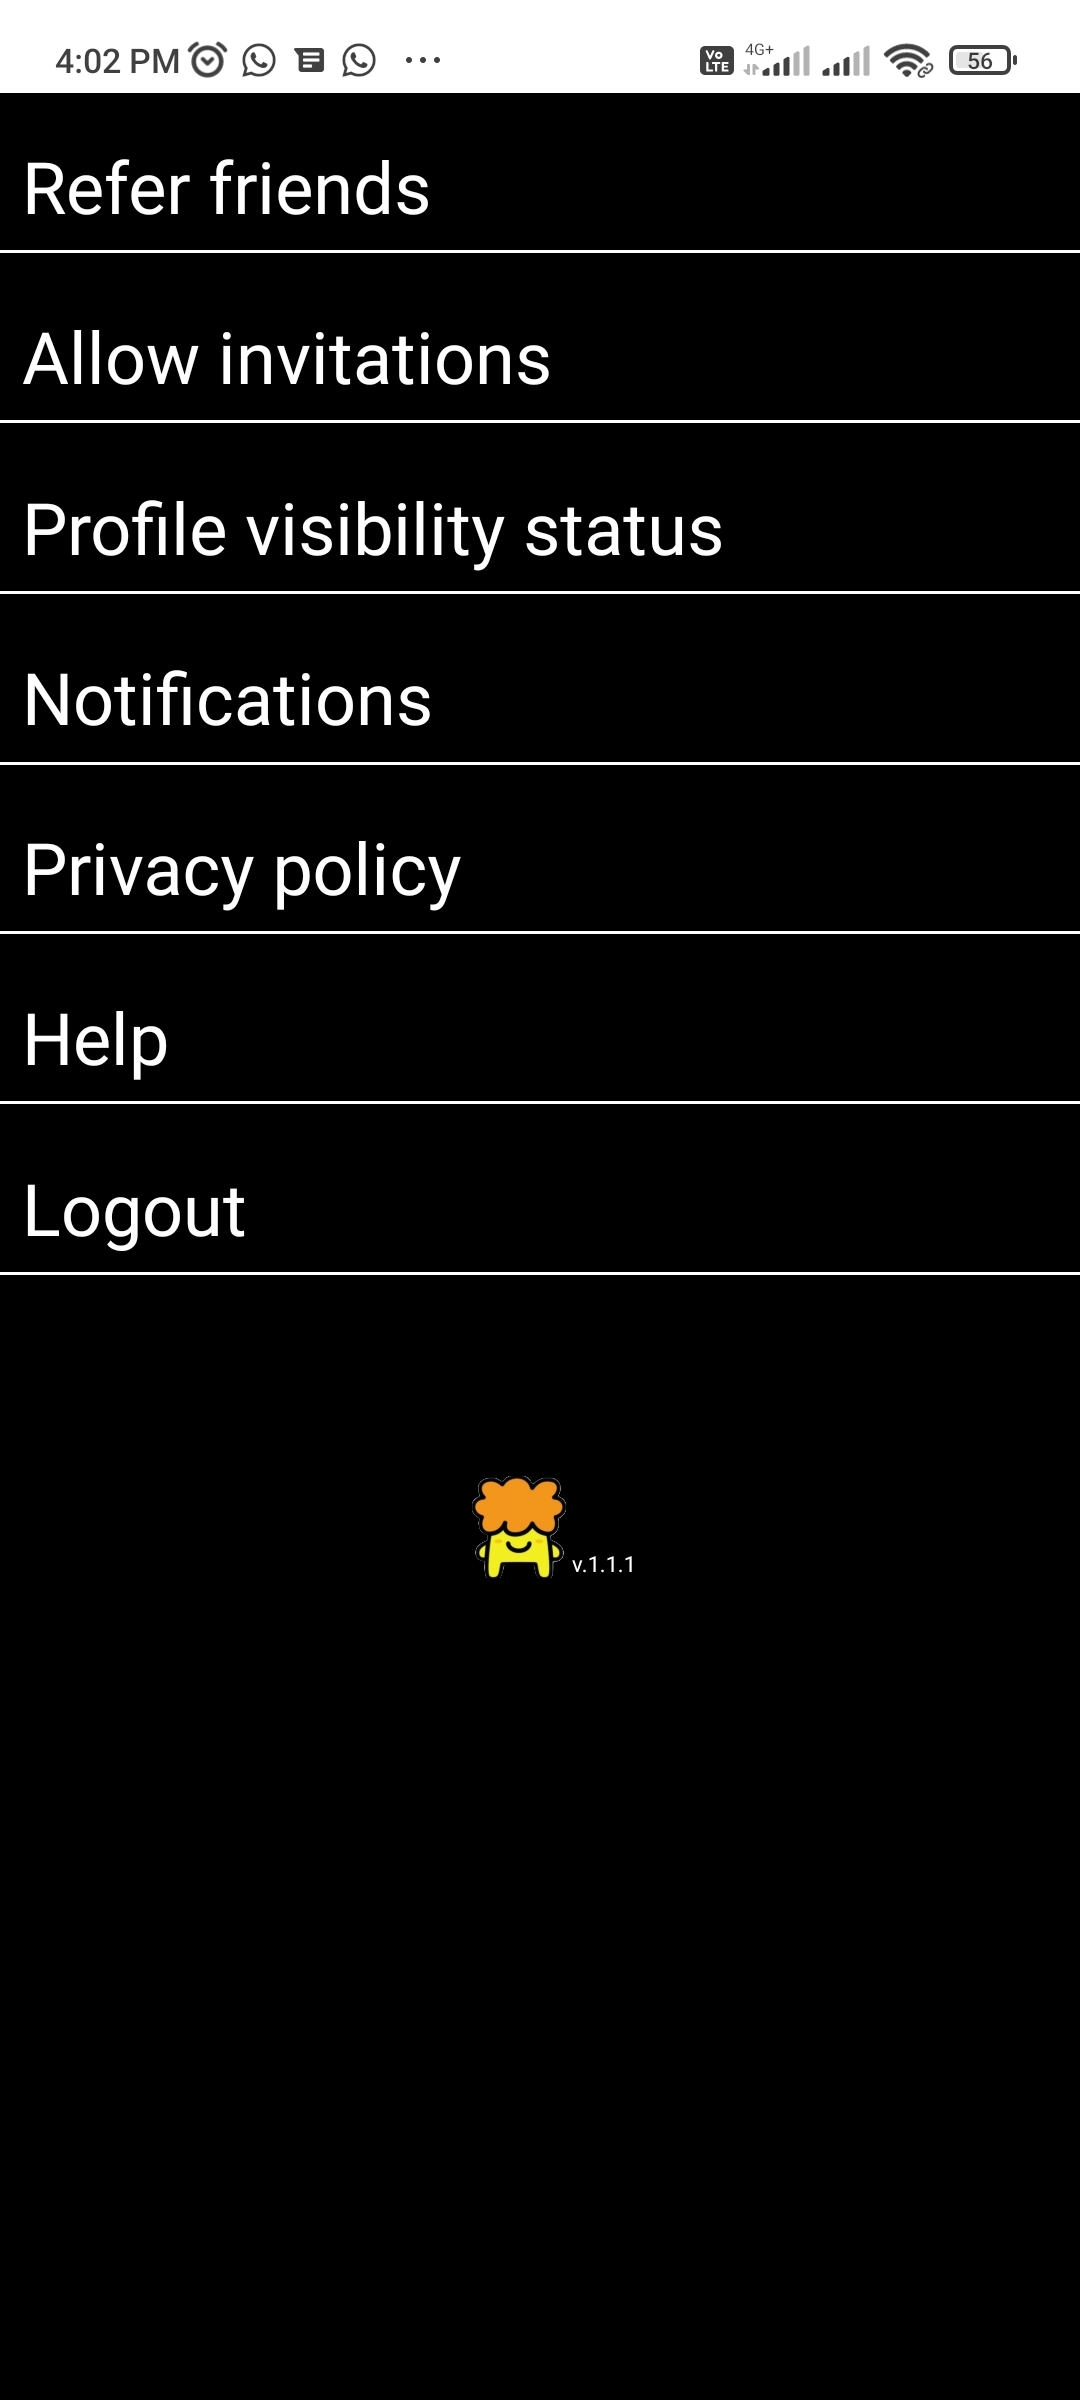 4:02 PM
Vo LTE 4G+ 56
Refer friends
Allow invitations
Profile visibility status
Notifications
Privacy policy
Help
Logout
v.1.1.1